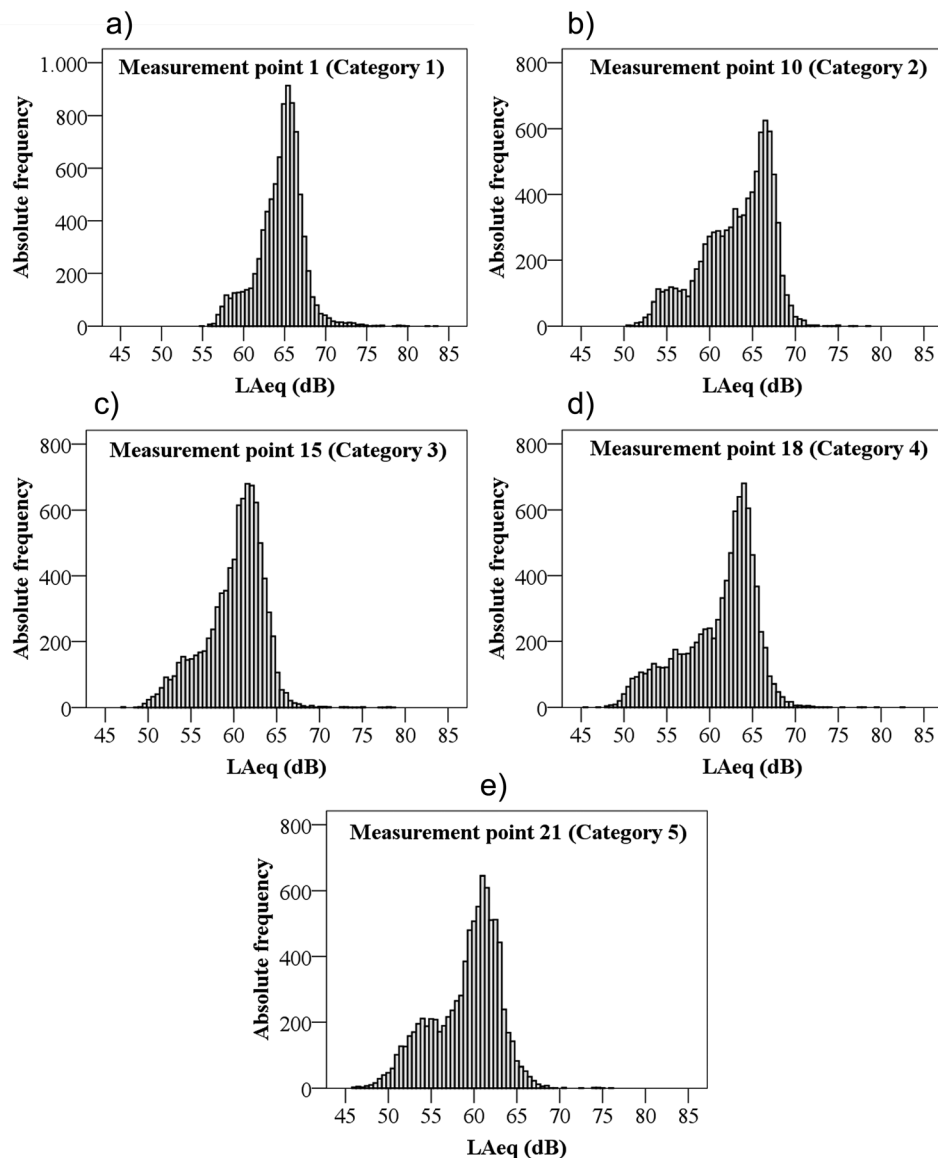 a)
Measurement point 1 (Category 1)
Absolute frequency
1.000
800
600
400
200
0
45 50 55 60 65 70 75 80 85
LAeq (dB)
b)
Measurement point 10 (Category 2)
Absolute frequency
800
600
400
200
0
45 50 55 60 65 70 75 80 85
LAeq (dB)
c)
Measurement point 15 (Category 3)
Absolute frequency
800
600
400
200
0
45 50 55 60 65 70 75 80 85
LAeq (dB)
d)
Measurement point 18 (Category 4)
Absolute frequency
800
600
400
200
0
45 50 55 60 65 70 75 80 85
LAeq (dB)
e)
Measurement point 21 (Category 5)
Absolute frequency
800
600
400
200
0
45 50 55 60 65 70 75 80 85
LAeq (dB)